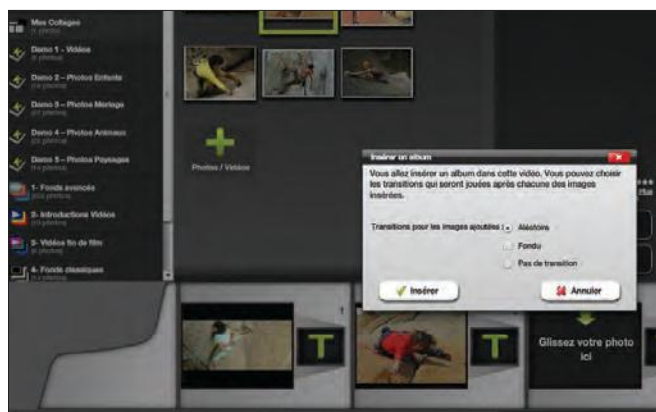 Mes Collages
Demo 1 - Vidéos
Demo 2 – Photos Enfants
Demo 3 – Photos Mariage
Demo 4 – Photos Animaux
Demo 5 – Photos Paysages
1- Fonds avancés
2- Introductions Vidéos
3- Vidéos fin de film
4- Fonds classiques
Photos / Vidéos
Insérer un album
Vous allez insérer un album dans cette vidéo. Vous pouvez choisir
les transitions qui seront jouées après chacune des images
insérées.
Transitions pour les images ajoutées : Aléatoire
Fondu
Pas de transition
Insérer
Annuler
T
T
Glissez votre photo
ici